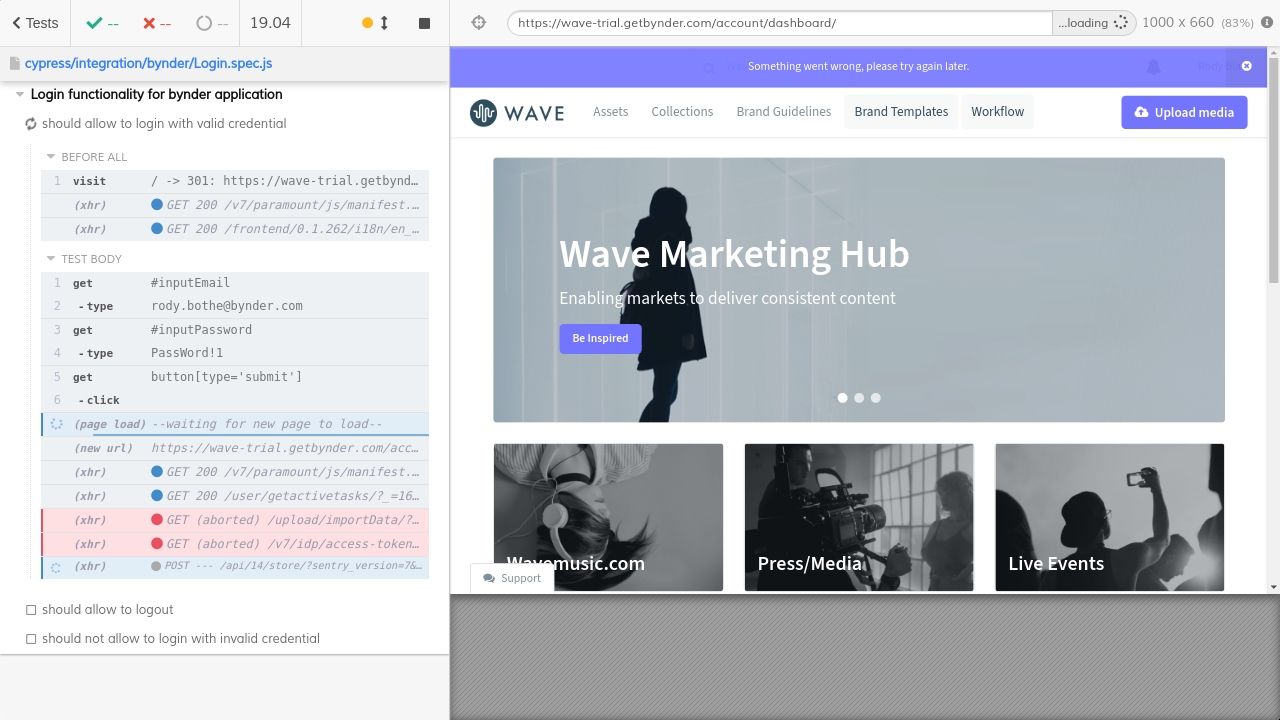 Tests
--
--
--
19.04
cypress/integration/bynder/Login.spec.js
Login functionality for bynder application
should allow to login with valid credential
BEFORE ALL
1 visit / -> 301: https://wave-trial.getbynd…
(xhr) GET 200 /v7/paramount/js/manifest.…
(xhr) GET 200 /frontend/0.1.262/i18n/en_…
TEST BODY
1 get #inputEmail
2 -type rody.bothe@bynder.com
3 get #inputPassword
4 -type PassWord!1
5 get button[type='submit']
6 -click
(page load) --waiting for new page to load--
(new url) https://wave-trial.getbynder.com/acc…
(xhr) GET 200 /v7/paramount/js/manifest.…
(xhr) GET 200 /user/getactivetasks/?_=16…
(xhr) GET (aborted) /upload/importData/?…
(xhr) GET (aborted) /v7/idp/access-token…
(xhr) POST --- /api/14/store/?sentry_version=7&…
should allow to logout
should not allow to login with invalid credential
https://wave-trial.getbynder.com/account/dashboard/
...loading
1000 x 660 (83%)
Something went wrong, please try again later.
WAVE
Assets
Collections
Brand Guidelines
Brand Templates
Workflow
Upload media
Wave Marketing Hub
Enabling markets to deliver consistent content
Be Inspired
Wavemusic.com
Press/Media
Live Events
Support